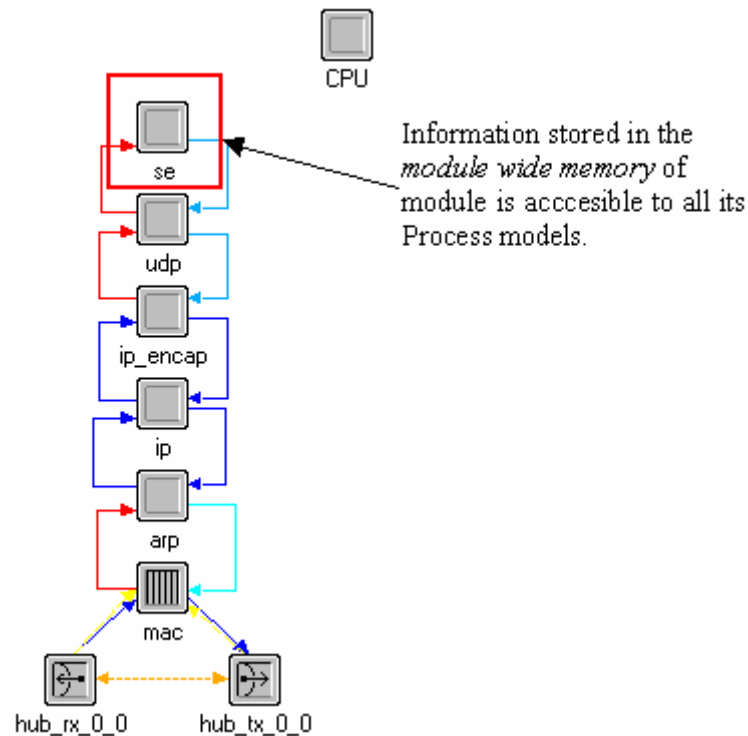 CPU
se
Information stored in the
module wide memory of
module is acccesible to all its
Process models.
udp
ip_encap
ip
arp
mac
hub_rx_0_0
hub_tx_0_0